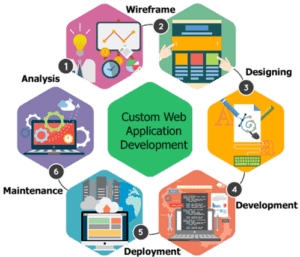 Wireframe
2
1
Analysis
Designing
3
Custom Web
Application
Development
6
Maintenance
4
Development
5
Deployment